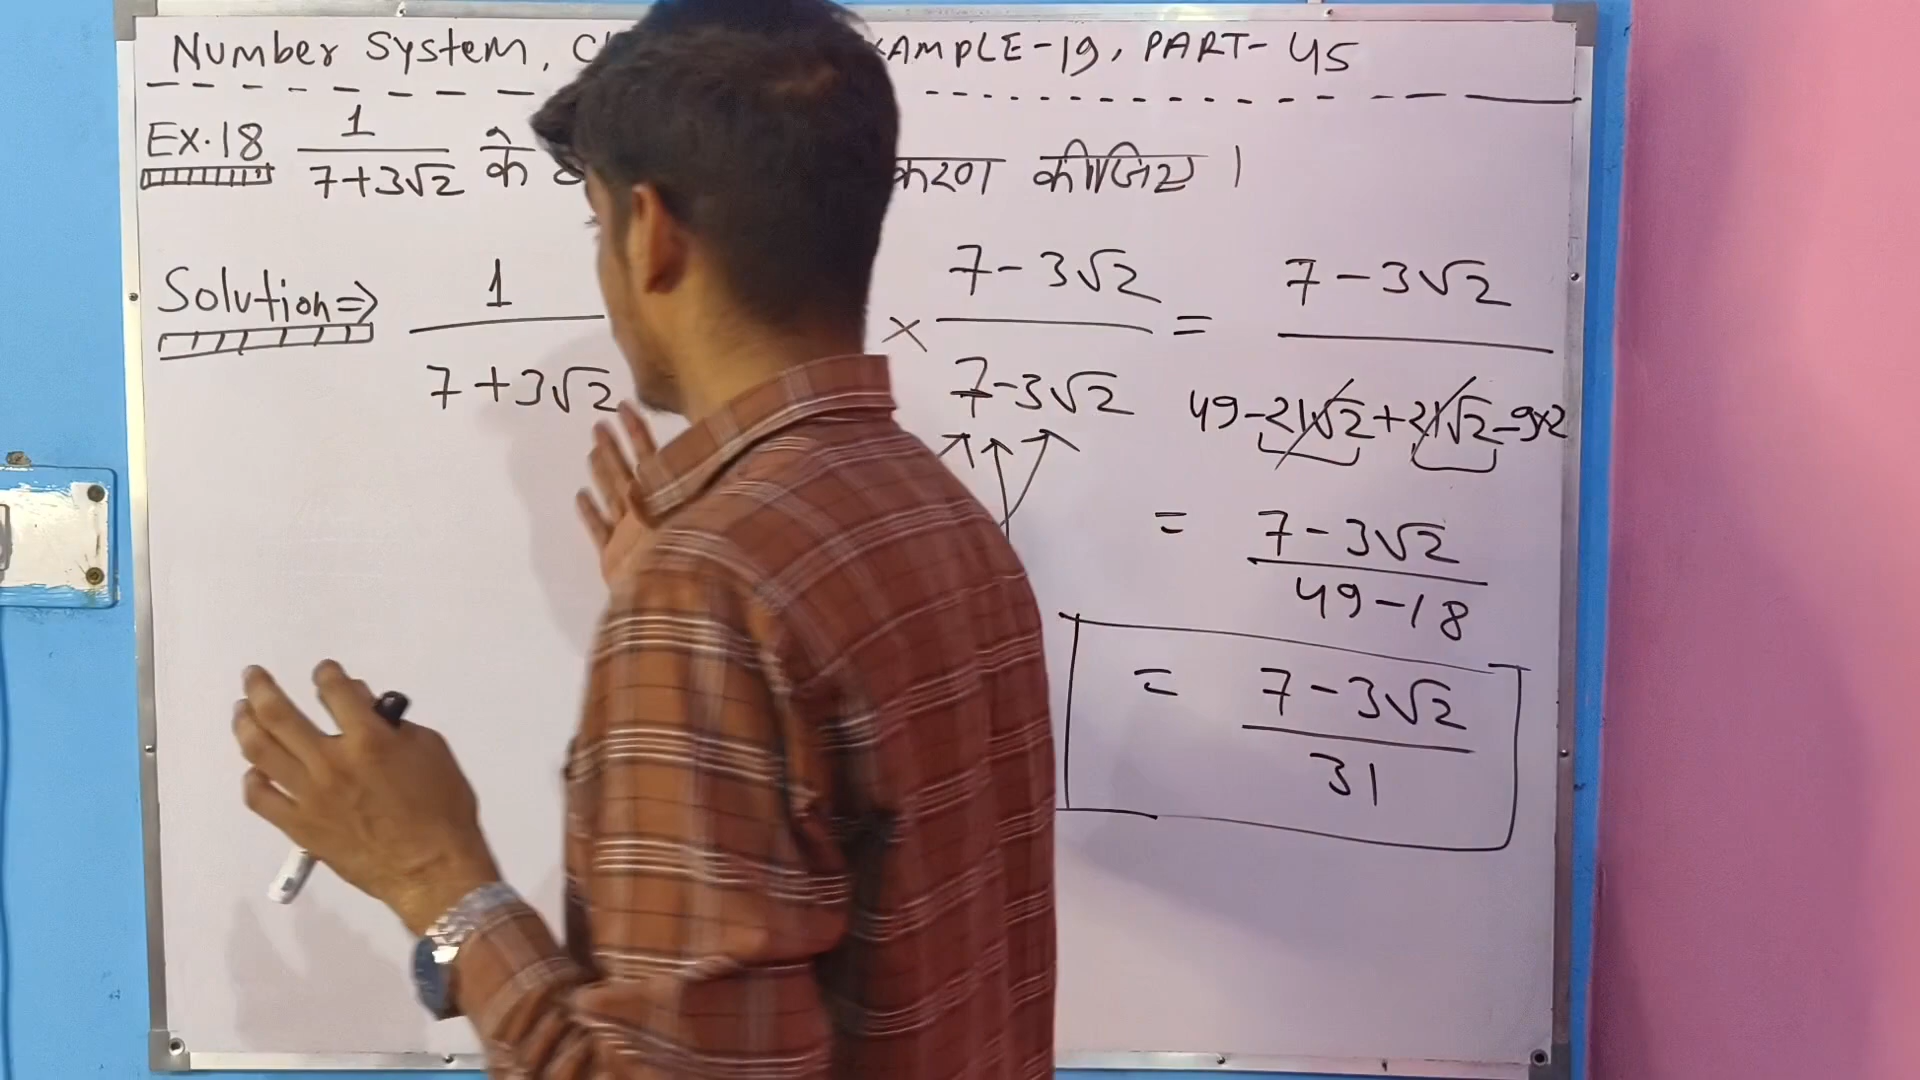 Number System, EXAMPLE-19, PART-45
Ex.18 1/(7+3√2) के करण कीजिए ।
Solution⇒ 1/(7+3√2) × (7-3√2)/(7-3√2) = (7-3√2)/(49-21√2+21√2-9×2)
= (7-3√2)/(49-18)
= (7-3√2)/31